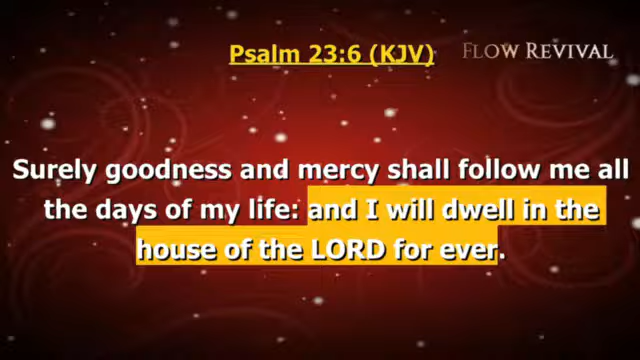 Psalm 23:6 (KJV)
FLOW REVIVAL
Surely goodness and mercy shall follow me all
the days of my life: and I will dwell in the
house of the LORD for ever.